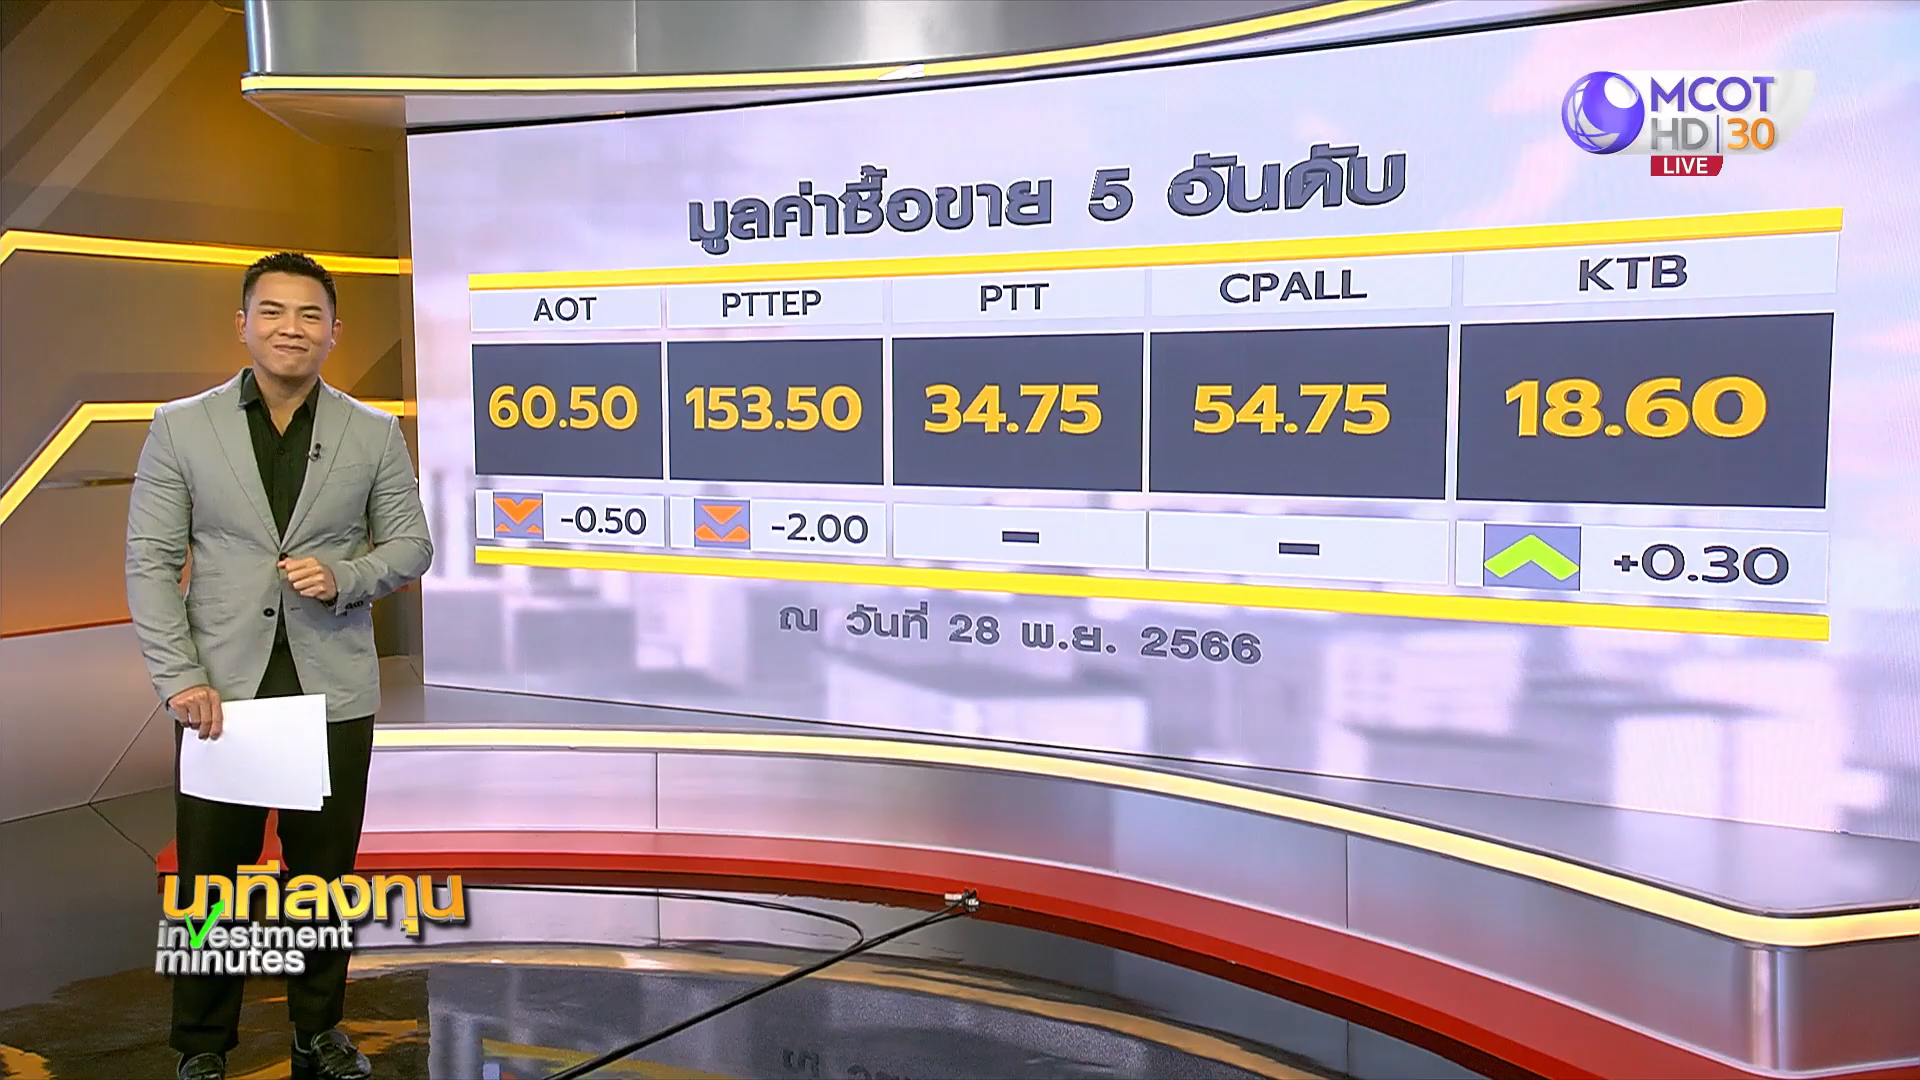 MCOT
HD 30
LIVE
มูลค่าซื้อขาย 5 อันดับ
AOT PTTEP PTT CPALL KTB
60.50 153.50 34.75 54.75 18.60
-0.50 -2.00 - - +0.30
ณ วันที่ 28 พ.ย. 2566
นาทีลงทุน
investment
minutes